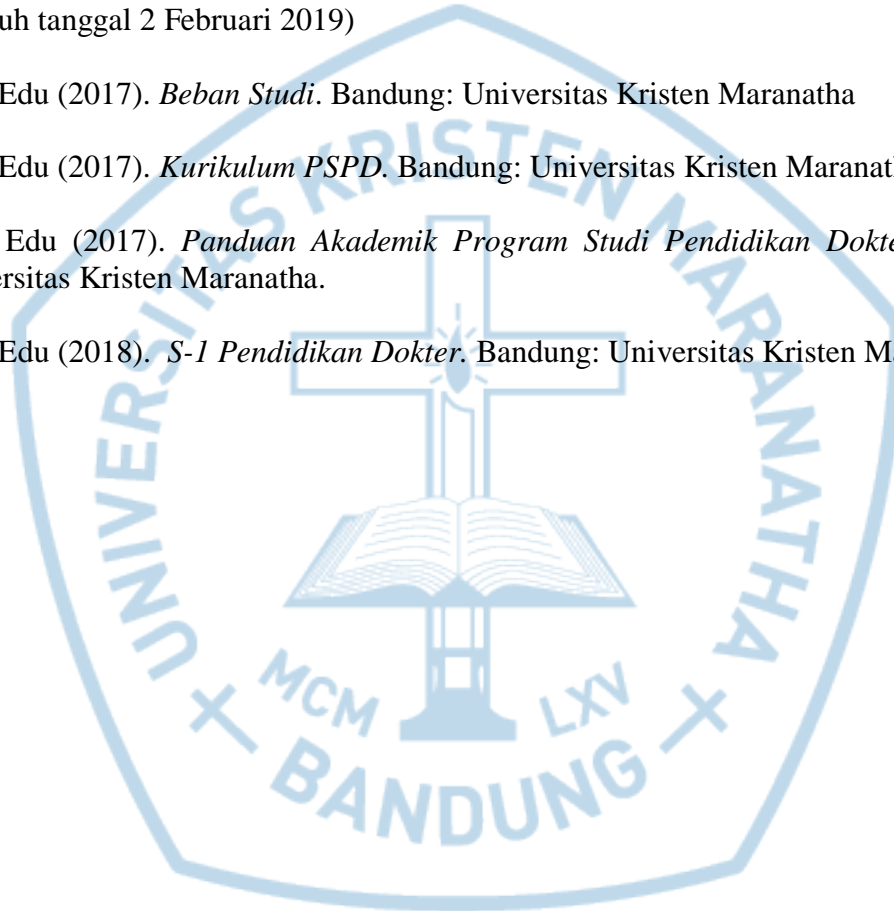 uh tanggal 2 Februari 2019)
Edu (2017). Beban Studi. Bandung: Universitas Kristen Maranatha
Edu (2017). Kurikulum PSPD. Bandung: Universitas Kristen Maranath
Edu (2017). Panduan Akademik Program Studi Pendidikan Dokte
ersitas Kristen Maranatha.
Edu (2018). S-1 Pendidikan Dokter. Bandung: Universitas Kristen M
UNIVERSITAS KRISTEN MARANATHA
MCM LXV
BANDUNG